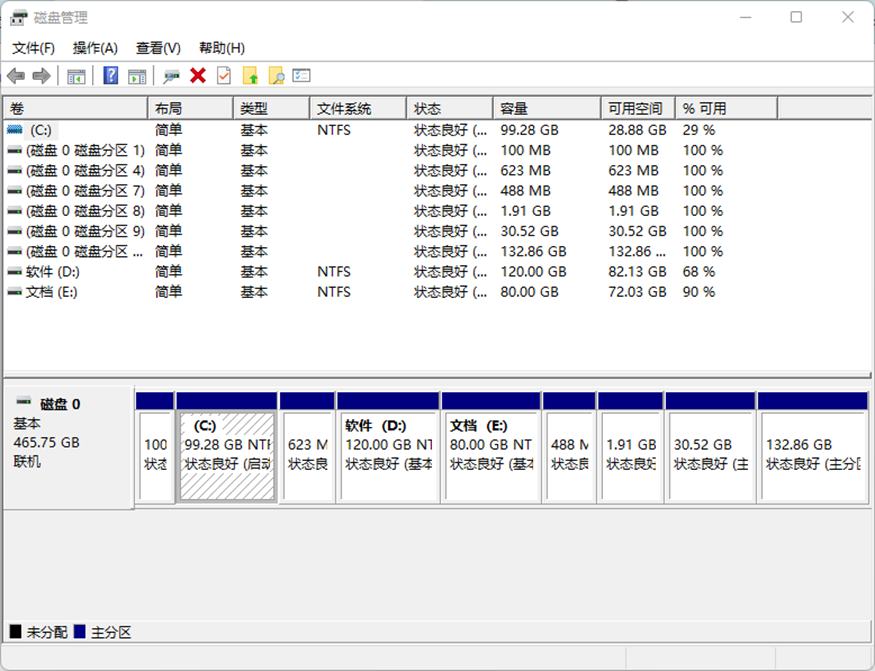 磁盘管理
文件(F) 操作(A) 查看(V) 帮助(H)
卷 布局 类型 文件系统 状态 容量 可用空间 % 可用
(C:) 简单 基本 NTFS 状态良好 (... 99.28 GB 28.88 GB 29 %
(磁盘 0 磁盘分区 1) 简单 基本 状态良好 (... 100 MB 100 MB 100 %
(磁盘 0 磁盘分区 4) 简单 基本 状态良好 (... 623 MB 623 MB 100 %
(磁盘 0 磁盘分区 7) 简单 基本 状态良好 (... 488 MB 488 MB 100 %
(磁盘 0 磁盘分区 8) 简单 基本 状态良好 (... 1.91 GB 1.91 GB 100 %
(磁盘 0 磁盘分区 9) 简单 基本 状态良好 (... 30.52 GB 30.52 GB 100 %
(磁盘 0 磁盘分区 ... 简单 基本 状态良好 (... 132.86 GB 132.86 ... 100 %
软件 (D:) 简单 基本 NTFS 状态良好 (... 120.00 GB 82.13 GB 68 %
文档 (E:) 简单 基本 NTFS 状态良好 (... 80.00 GB 72.03 GB 90 %
磁盘 0
基本
465.75 GB
联机
100
状态
(C:)
99.28 GB NTF
状态良好 (启动
623 M
状态良
软件 (D:)
120.00 GB NT
状态良好 (基本
文档 (E:)
80.00 GB NT
状态良好 (基本
488 M
状态良
1.91 GB
状态良好
30.52 GB
状态良好 (主
132.86 GB
状态良好 (主分区
未分配 主分区